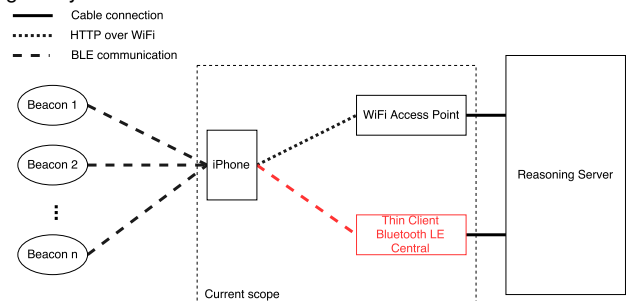 Cable connection
HTTP over WiFi
BLE communication
Beacon 1
WiFi Access Point
Beacon 2
iPhone
Reasoning Server
Thin Client
Bluetooth LE
Central
Beacon n
Current scope